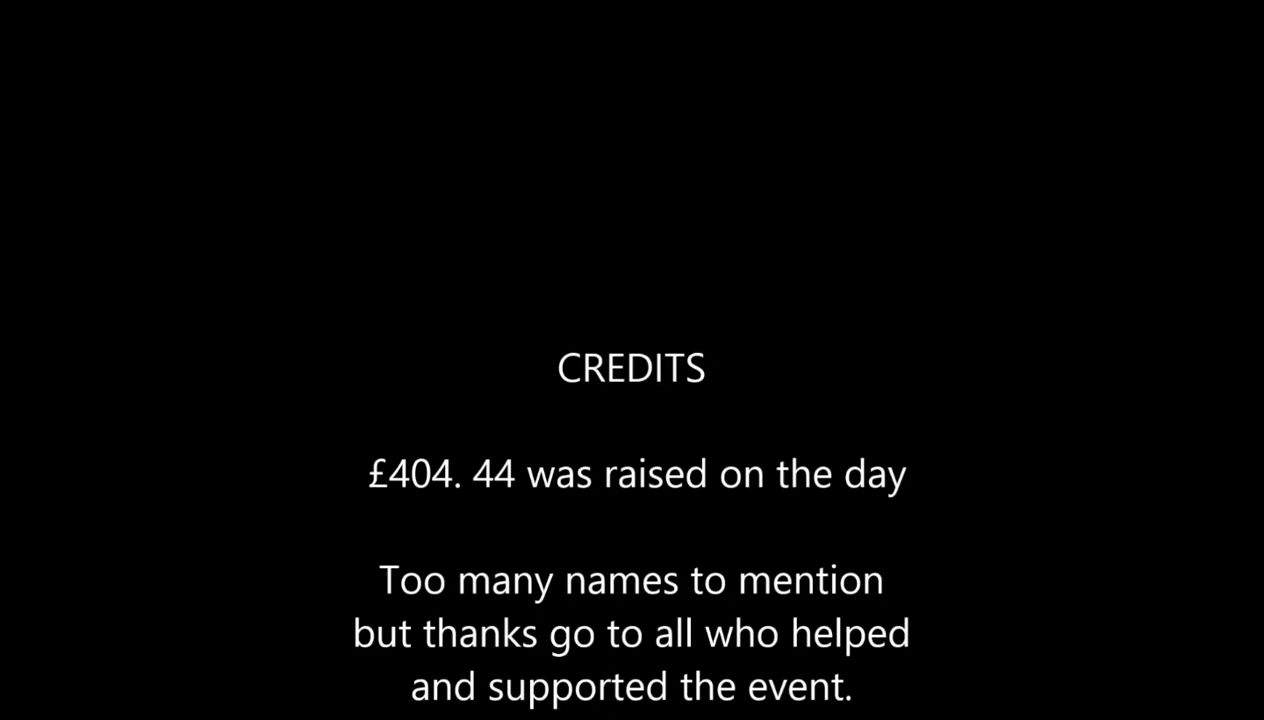 CREDITS
£404. 44 was raised on the day
Too many names to mention
but thanks go to all who helped
and supported the event.